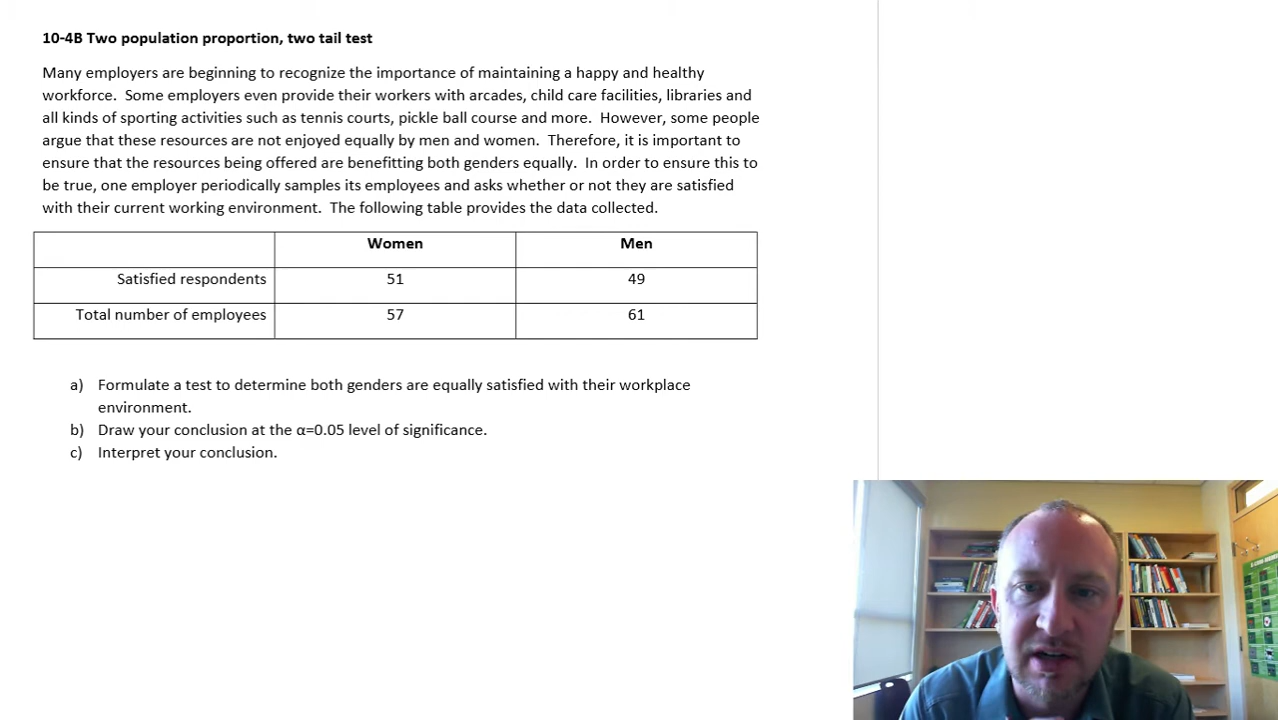 10-4B Two population proportion, two tail test
Many employers are beginning to recognize the importance of maintaining a happy and healthy
workforce.  Some employers even provide their workers with arcades, child care facilities, libraries and
all kinds of sporting activities such as tennis courts, pickle ball course and more.  However, some people
argue that these resources are not enjoyed equally by men and women.  Therefore, it is important to
ensure that the resources being offered are benefitting both genders equally.  In order to ensure this to
be true, one employer periodically samples its employees and asks whether or not they are satisfied
with their current working environment.  The following table provides the data collected.
Women Men
Satisfied respondents 51 49
Total number of employees 57 61
a) Formulate a test to determine both genders are equally satisfied with their workplace
environment.
b) Draw your conclusion at the α=0.05 level of significance.
c) Interpret your conclusion.